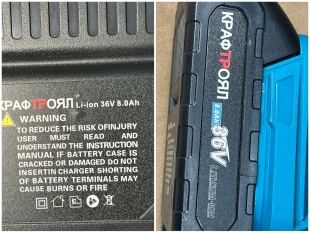 КРАФТРОЯЛ Li-ion 36V 8.0Ah
WARNING
TO REDUCE THE RISK OFINJURY
USER MUST READ AND
UNDERSTAND THE INSTRUCTION
MANUAL IF BATTERY CASE IS
CRACKED OR DAMAGED DO NOT
INSERTIN CHARGER SHORTING
OF BATTERY TERMINALS MAY
CAUSE BURNS OR FIRE
КРАФТРОЯЛ
8.0Ah 36V